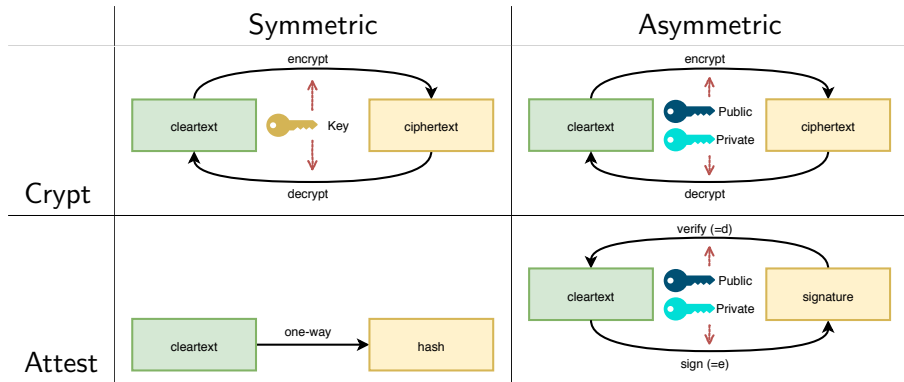 Symmetric
Asymmetric
encrypt
cleartext
Key
ciphertext
decrypt
encrypt
cleartext
Public
Private
ciphertext
decrypt
Crypt
cleartext
one-way
hash
verify (=d)
cleartext
Public
Private
signature
sign (=e)
Attest